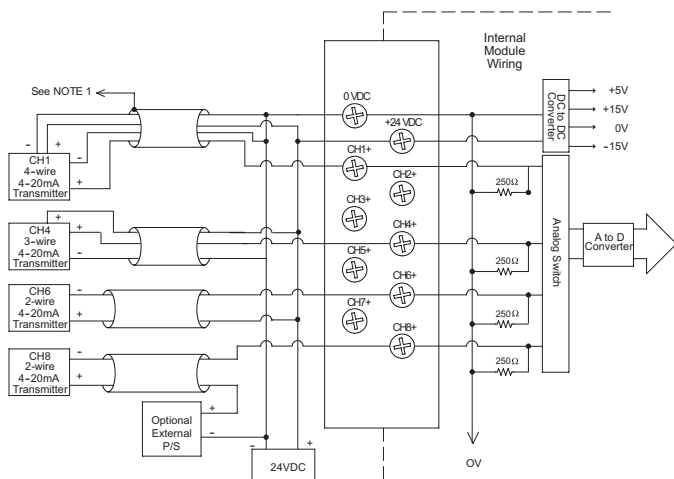 Internal
Module
Wiring
See NOTE 1
0 VDC
+24 VDC
DC to DC
Converter
+5V
+15V
0V
-15V
- +
-
+
CH1
4-wire
4-20mA
Transmitter
CH1+
CH2+
CH3+
250Ω
+
+
-
CH4
3-wire
4-20mA
Transmitter
CH4+
CH5+
250Ω
Analog Switch
A to D
Converter
-
+
CH6
2-wire
4-20mA
Transmitter
CH6+
CH7+
250Ω
-
+
CH8
2-wire
4-20mA
Transmitter
CH8+
250Ω
Optional
External
P/S
+
-
- +
24VDC
0V